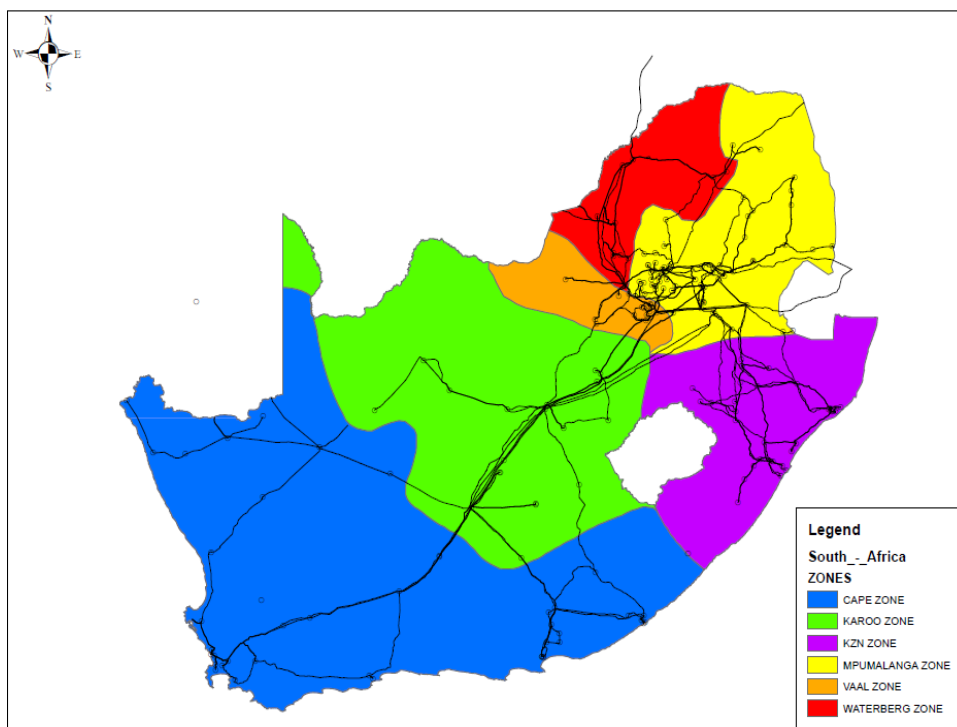 N
W E
S
Legend
South_-_Africa
ZONES
CAPE ZONE
KAROO ZONE
KZN ZONE
MPUMALANGA ZONE
VAAL ZONE
WATERBERG ZONE